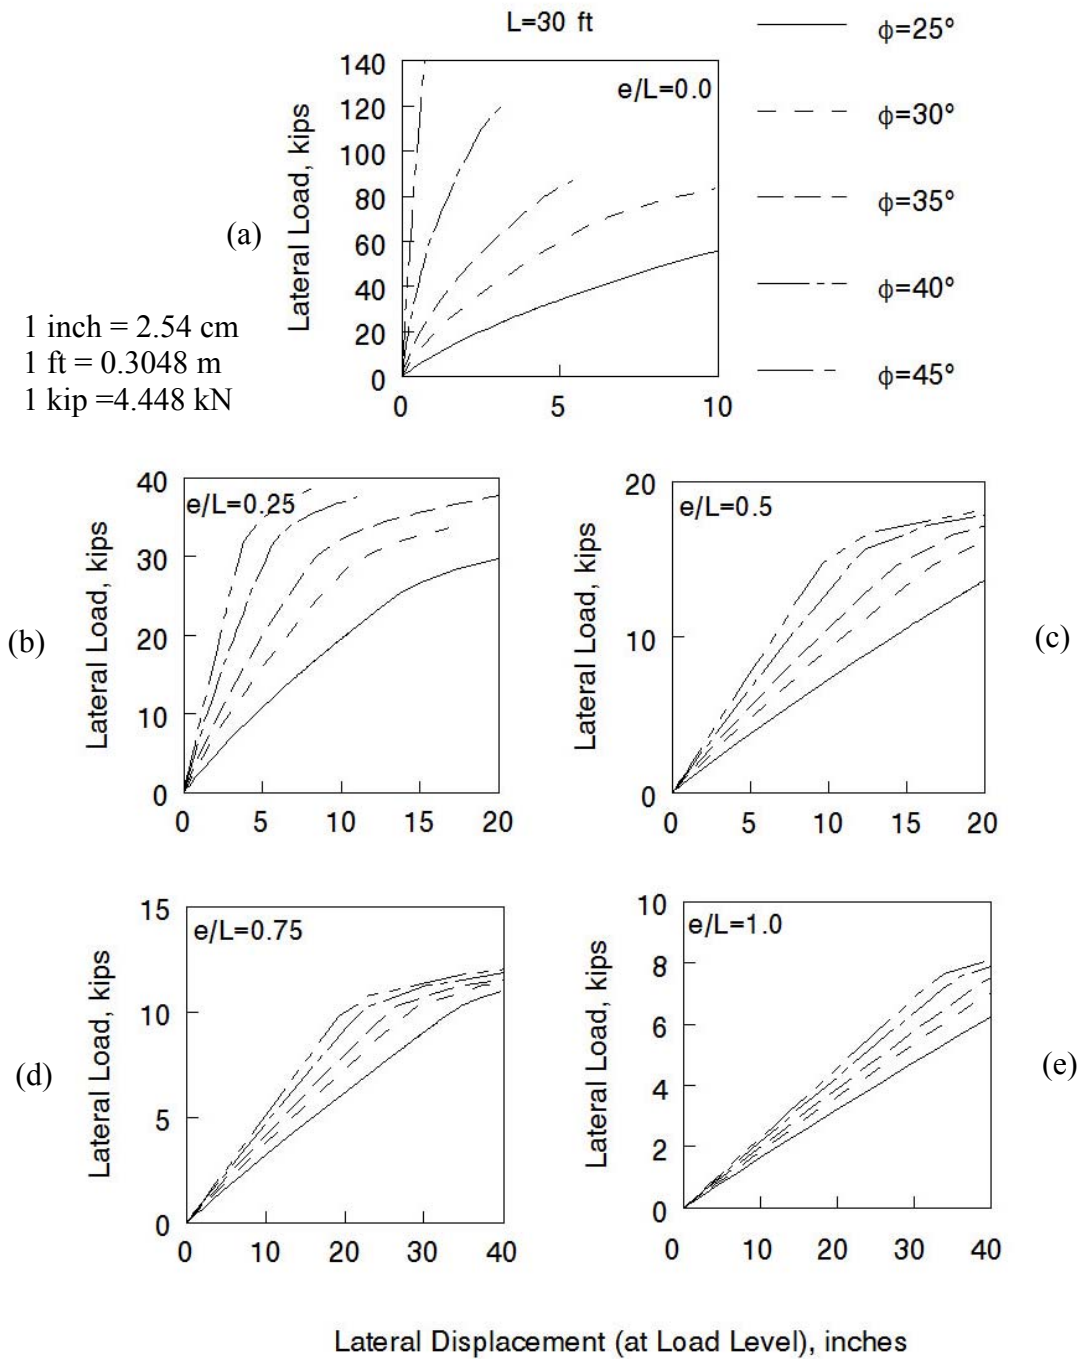 L=30 ft
φ=25°
φ=30°
φ=35°
φ=40°
φ=45°
(a)
Lateral Load, kips
140
120
100
80
60
40
20
0
e/L=0.0
0 5 10
1 inch = 2.54 cm
1 ft = 0.3048 m
1 kip =4.448 kN
(b)
Lateral Load, kips
40
30
20
10
0
e/L=0.25
0 5 10 15 20
(c)
Lateral Load, kips
20
10
0
e/L=0.5
0 5 10 15 20
(d)
Lateral Load, kips
15
10
5
0
e/L=0.75
0 10 20 30 40
(e)
Lateral Load, kips
10
8
6
4
2
0
e/L=1.0
0 10 20 30 40
Lateral Displacement (at Load Level), inches